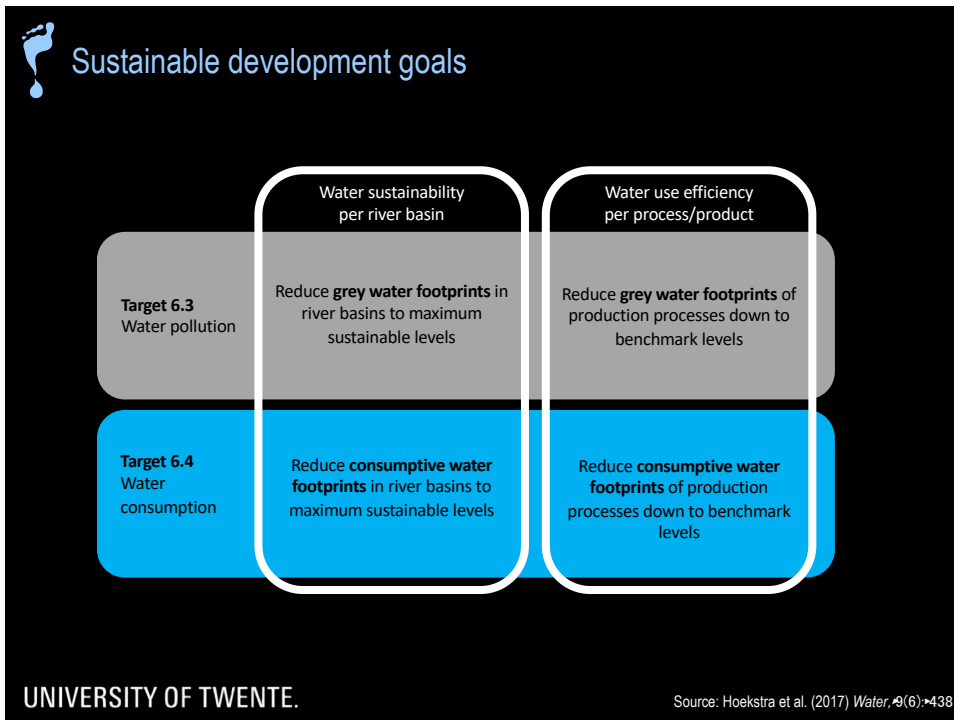 Sustainable development goals
Water sustainability
per river basin
Water use efficiency
per process/product
Target 6.3
Water pollution
Reduce grey water footprints in
river basins to maximum
sustainable levels
Reduce grey water footprints of
production processes down to
benchmark levels
Target 6.4
Water
consumption
Reduce consumptive water
footprints in river basins to
maximum sustainable levels
Reduce consumptive water
footprints of production
processes down to benchmark
levels
UNIVERSITY OF TWENTE.
Source: Hoekstra et al. (2017) Water, 9(6): 438